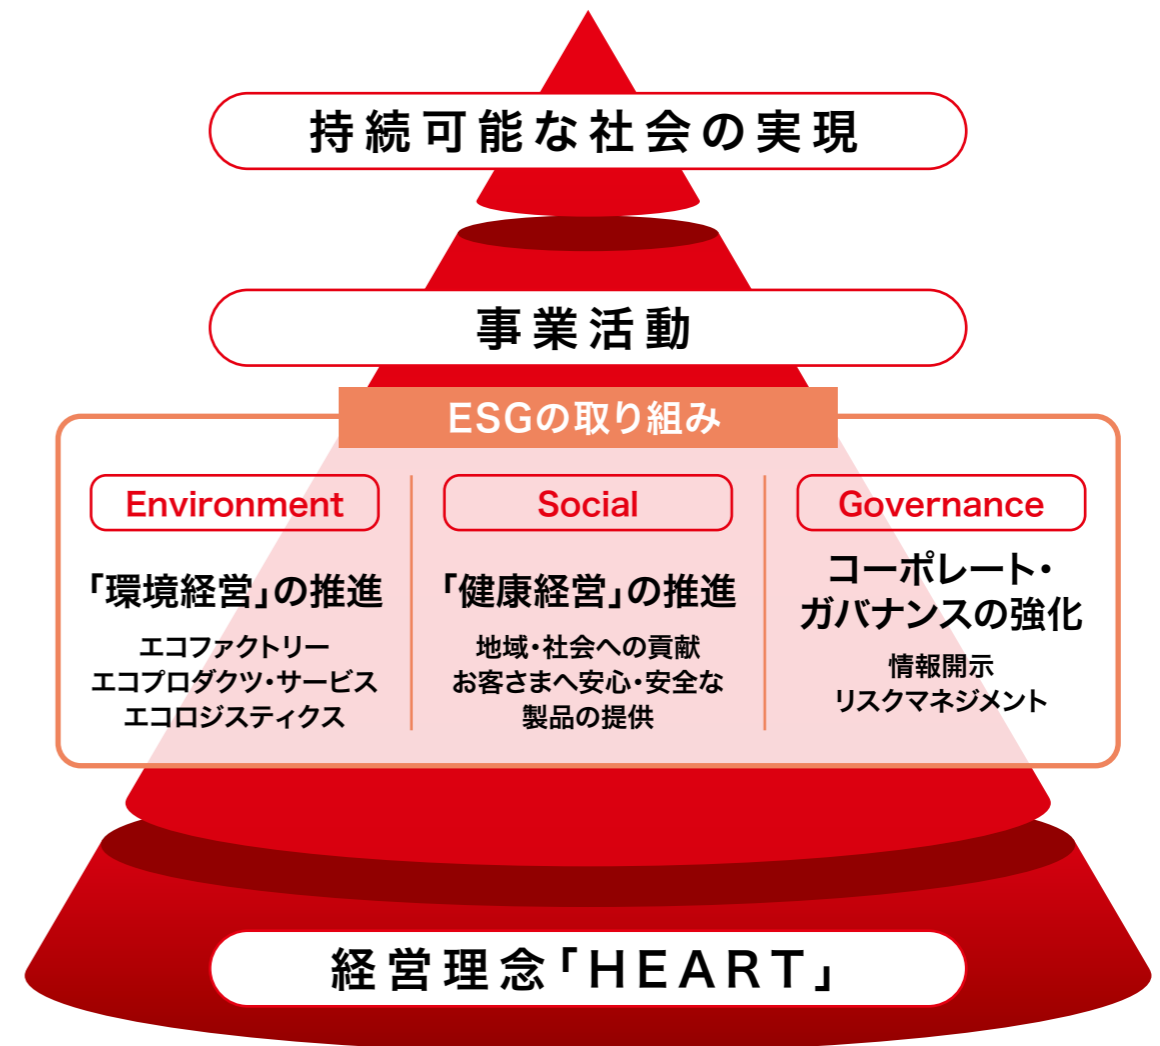 持続可能な社会の実現
事業活動
ESGの取り組み
Environment
「環境経営」の推進
エコファクトリー
エコプロダクツ・サービス
エコロジスティクス
Social
「健康経営」の推進
地域・社会への貢献
お客さまへ安心・安全な
製品の提供
Governance
コーポレート・
ガバナンスの強化
情報開示
リスクマネジメント
経営理念「HEART」